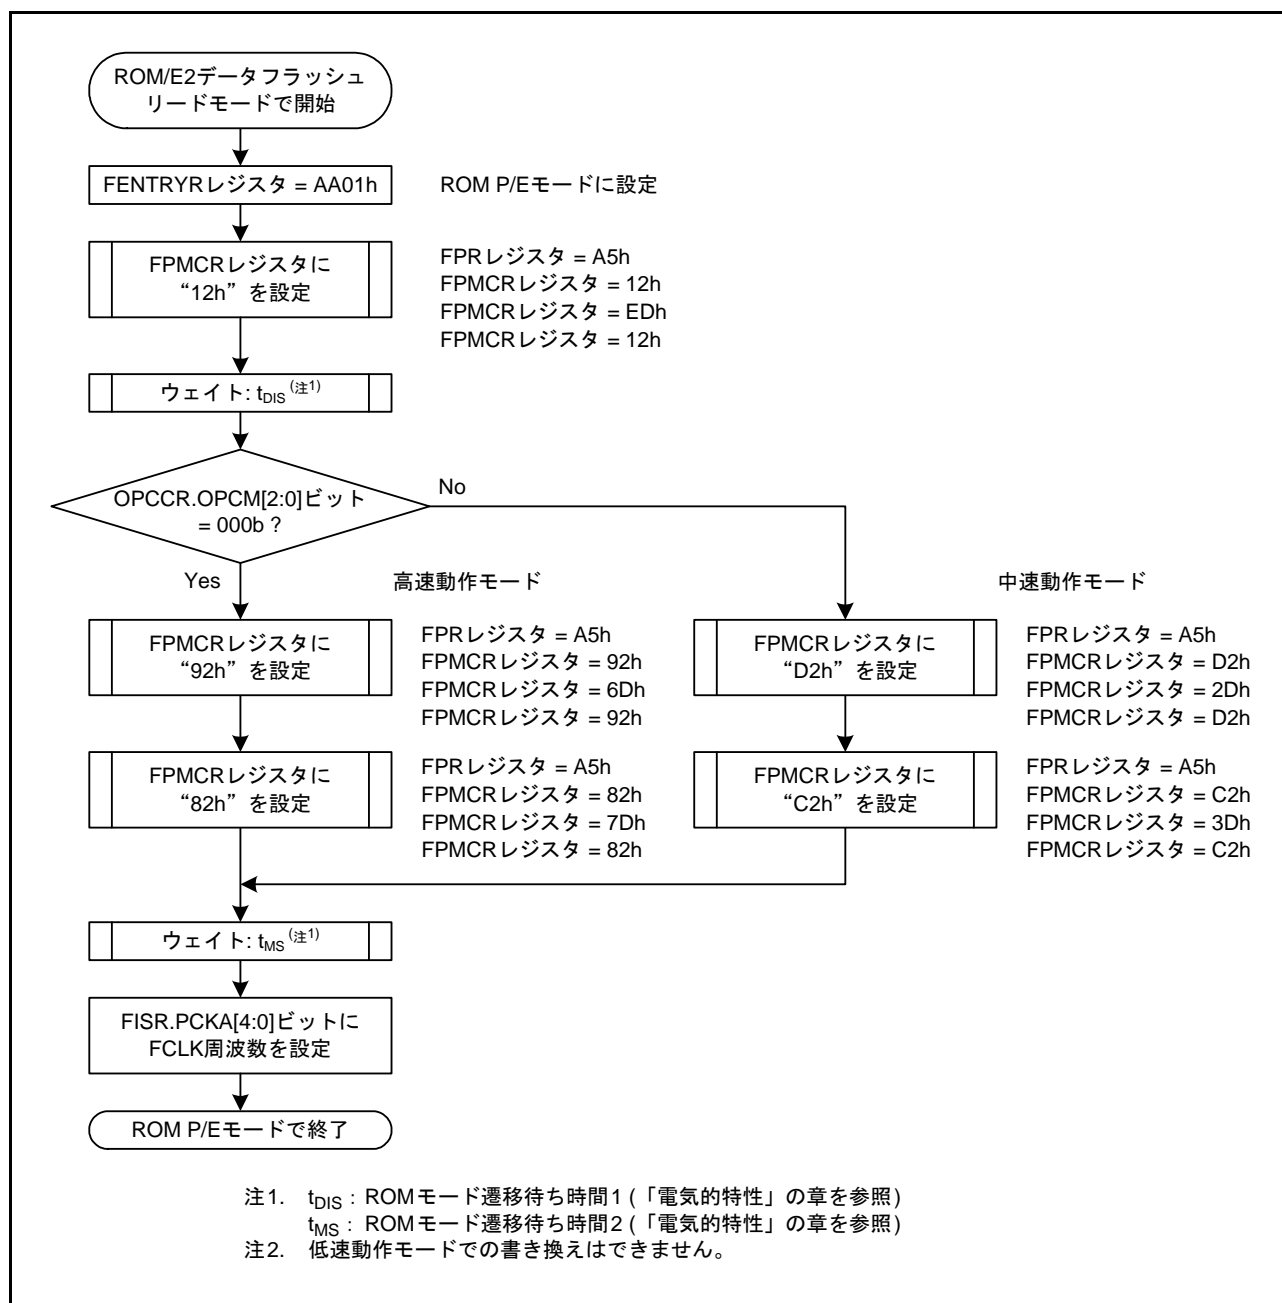 ROM/E2データフラッシュ
リードモードで開始
FENTRYRレジスタ = AA01h
ROM P/Eモードに設定
FPMCRレジスタに
“12h”を設定
FPRレジスタ = A5h
FPMCRレジスタ = 12h
FPMCRレジスタ = EDh
FPMCRレジスタ = 12h
ウェイト: tDIS (注1)
OPCCR.OPCM[2:0]ビット
= 000b ?
No
Yes
高速動作モード
FPMCRレジスタに
“92h”を設定
FPRレジスタ = A5h
FPMCRレジスタ = 92h
FPMCRレジスタ = 6Dh
FPMCRレジスタ = 92h
FPMCRレジスタに
“82h”を設定
FPRレジスタ = A5h
FPMCRレジスタ = 82h
FPMCRレジスタ = 7Dh
FPMCRレジスタ = 82h
中速動作モード
FPMCRレジスタに
“D2h”を設定
FPRレジスタ = A5h
FPMCRレジスタ = D2h
FPMCRレジスタ = 2Dh
FPMCRレジスタ = D2h
FPMCRレジスタに
“C2h”を設定
FPRレジスタ = A5h
FPMCRレジスタ = C2h
FPMCRレジスタ = 3Dh
FPMCRレジスタ = C2h
ウェイト: tMS (注1)
FISR.PCKA[4:0]ビットに
FCLK周波数を設定
ROM P/Eモードで終了
注1. tDIS : ROMモード遷移待ち時間1 (「電気的特性」の章を参照)
tMS : ROMモード遷移待ち時間2 (「電気的特性」の章を参照)
注2. 低速動作モードでの書き換えはできません。